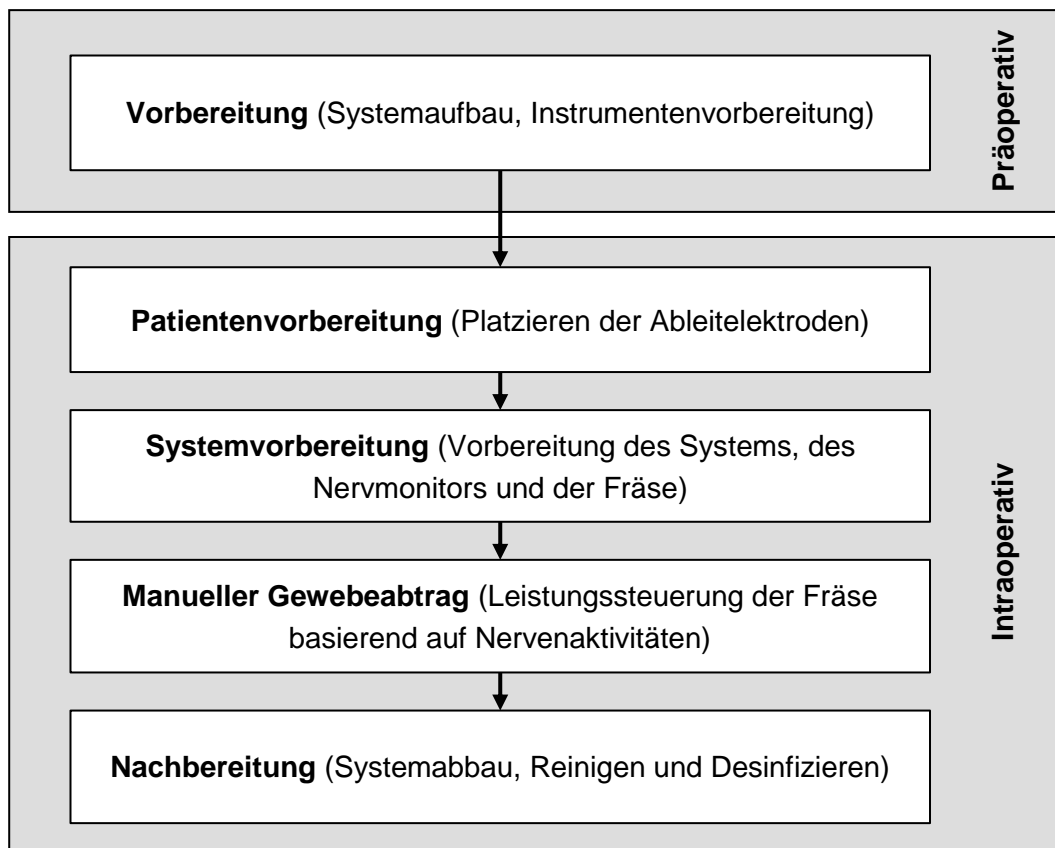 Präoperativ
Vorbereitung (Systemaufbau, Instrumentenvorbereitung)
Intraoperativ
Patientenvorbereitung (Platzieren der Ableitelektroden)
Systemvorbereitung (Vorbereitung des Systems, des
Nervmonitors und der Fräse)
Manueller Gewebeabtrag (Leistungssteuerung der Fräse
basierend auf Nervenaktivitäten)
Nachbereitung (Systemabbau, Reinigen und Desinfizieren)